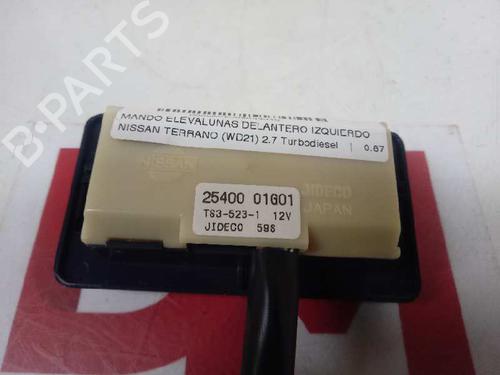 MANDO ELEVALUNAS DELANTERO IZQUIERDO
NISSAN TERRANO (WD21) 2.7 Turbodiesel | 0.67
NISSAN
JIDECO
JAPAN
25400 01G01
TS3-523-1 12V
JIDECO 59S
B-PARTS